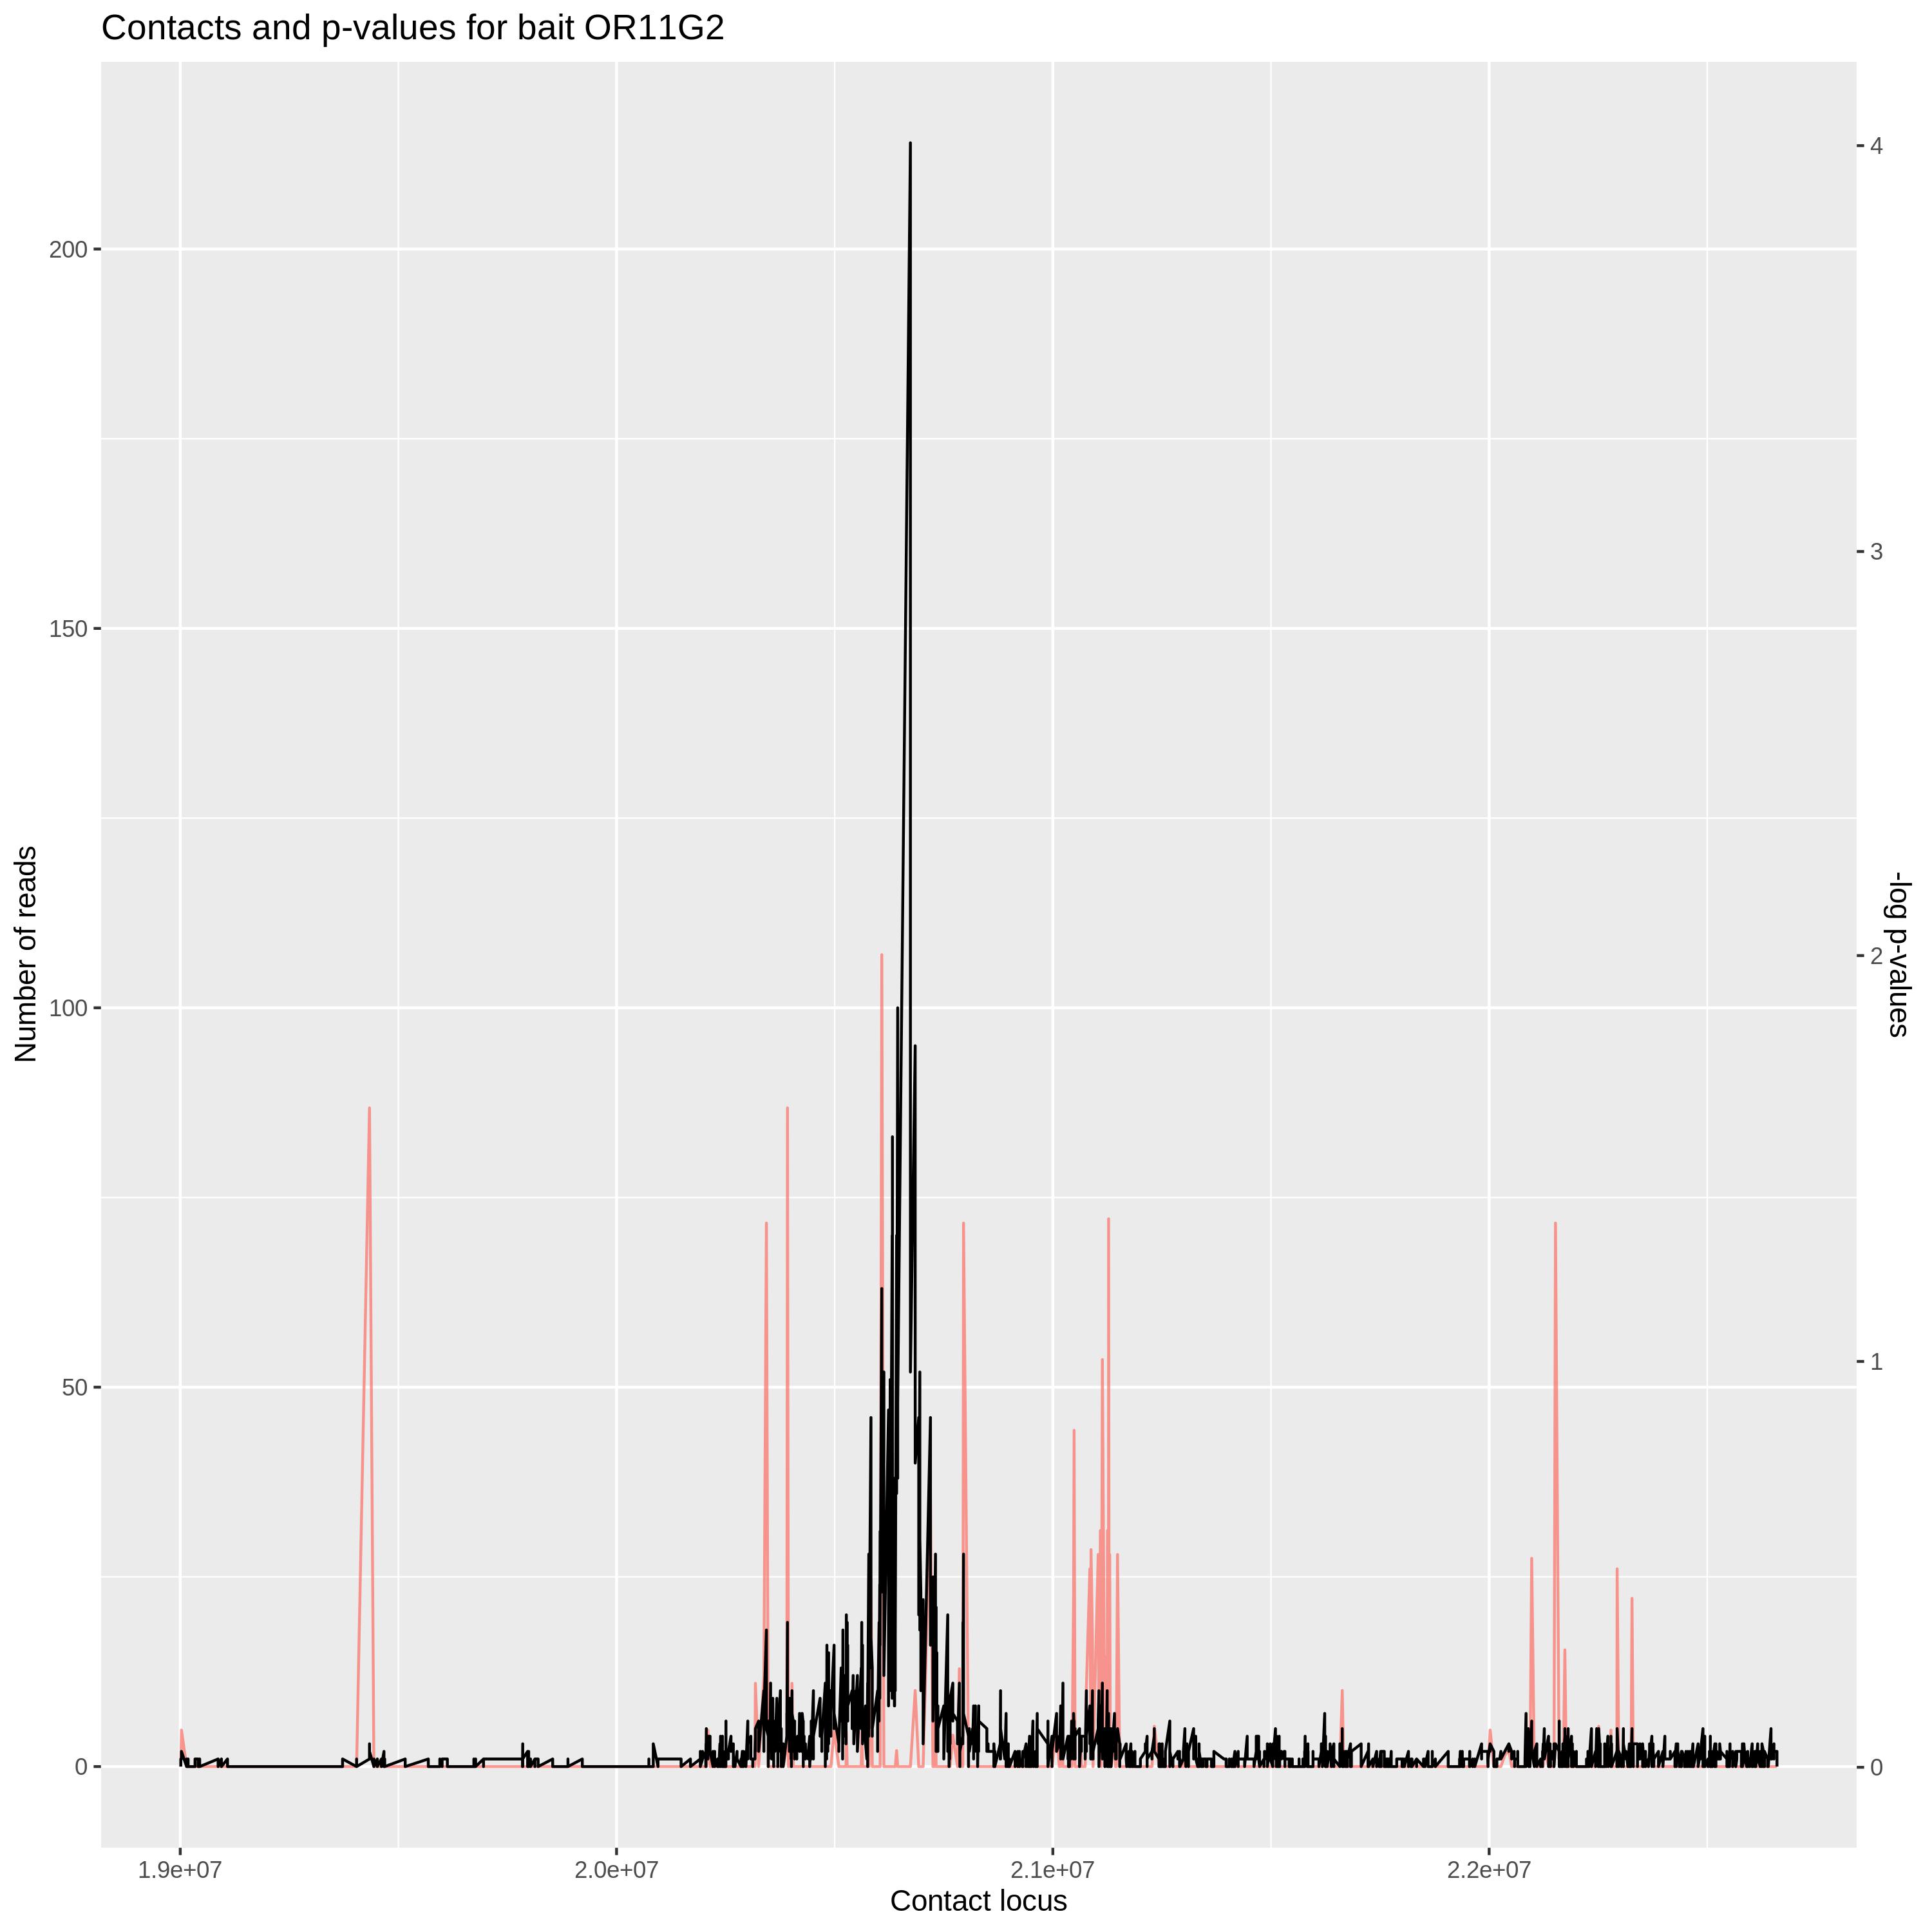 Contacts and p-values for bait OR11G2
200
150
100
50
0
Number of reads
4
3
2
1
0
-log p-values
1.9e+07
2.0e+07
2.1e+07
2.2e+07
Contact locus